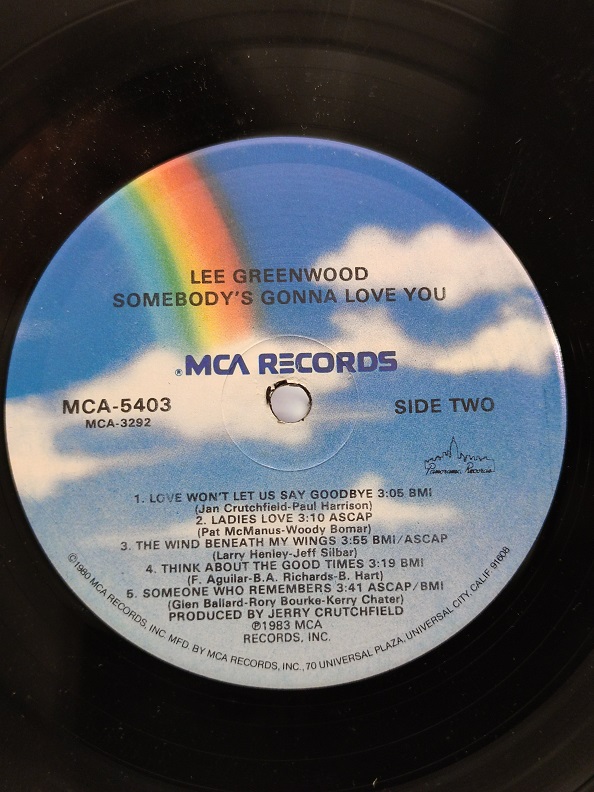 LEE GREENWOOD
SOMEBODY'S GONNA LOVE YOU
®MCA RECORDS
MCA-5403
MCA-3292
SIDE TWO
Panoramic Records
1. LOVE WON'T LET US SAY GOODBYE 3:05 BMI
(Jan Crutchfield-Paul Harrison)
2. LADIES LOVE 3:10 ASCAP
(Pat McManus-Woody Bomar)
3. THE WIND BENEATH MY WINGS 3:55 BMI/ASCAP
(Larry Henley-Jeff Silbar)
4. THINK ABOUT THE GOOD TIMES 3:19 BMI
(F. Aguilar-B.A. Richards-B. Hart)
5. SOMEONE WHO REMEMBERS 3:41 ASCAP/BMI
(Glen Ballard-Rory Bourke-Kerry Chater)
PRODUCED BY JERRY CRUTCHFIELD
℗1983 MCA
RECORDS, INC.
©1980 MCA RECORDS, INC. MFD. BY MCA RECORDS, INC., 70 UNIVERSAL PLAZA, UNIVERSAL CITY, CALIF. 91608